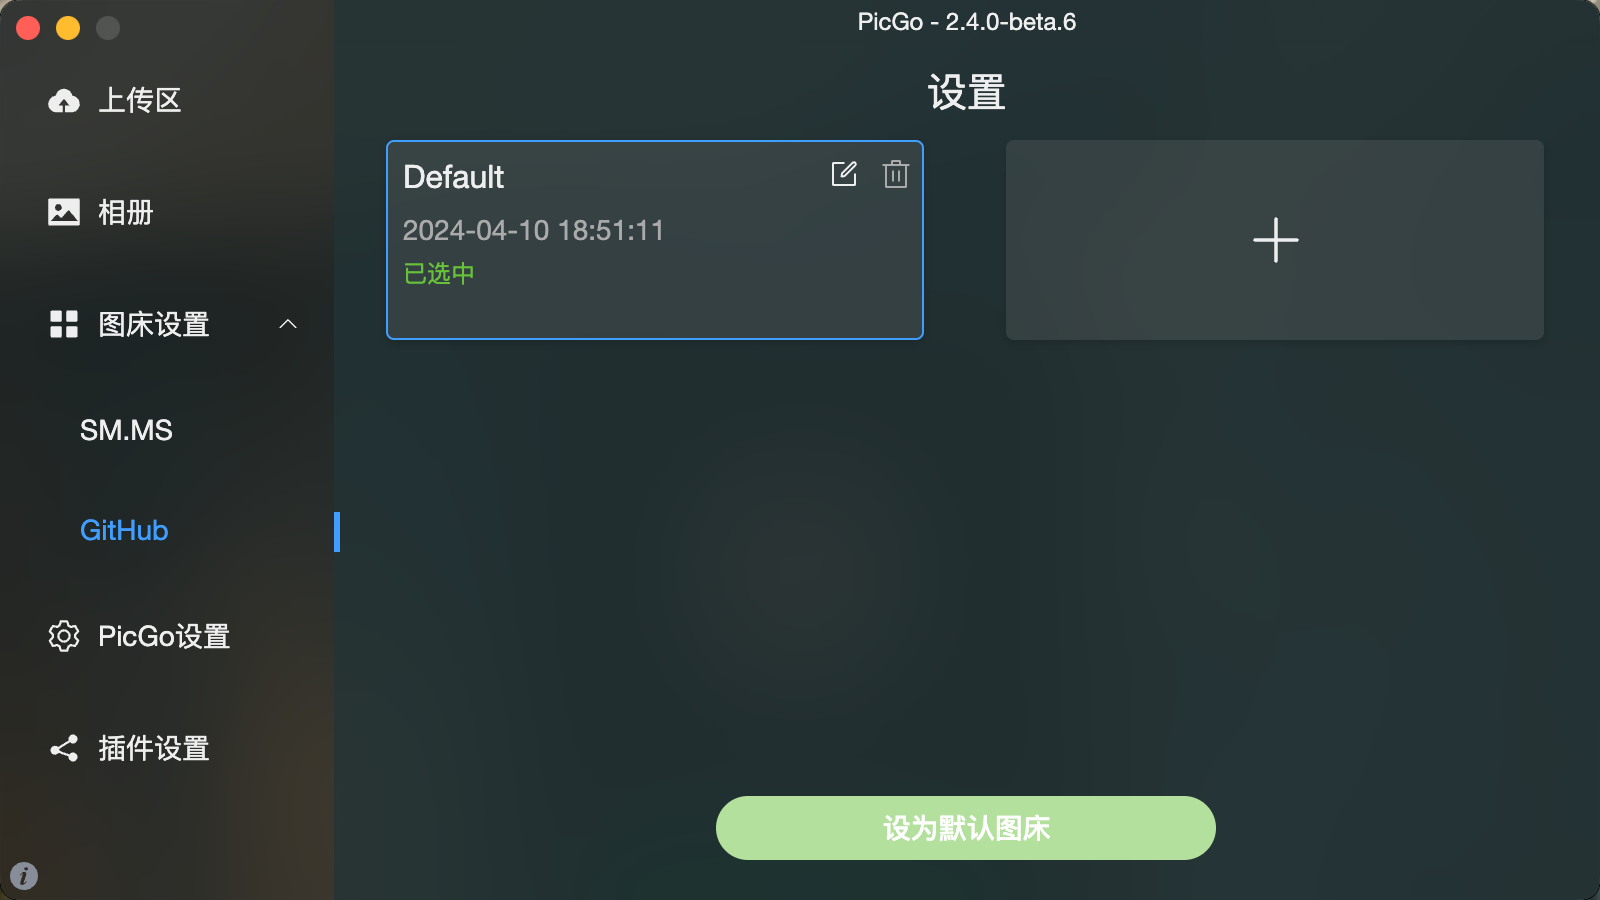 PicGo - 2.4.0-beta.6
上传区
相册
图床设置
SM.MS
GitHub
PicGo设置
插件设置
设置
Default
2024-04-10 18:51:11
已选中
设为默认图床